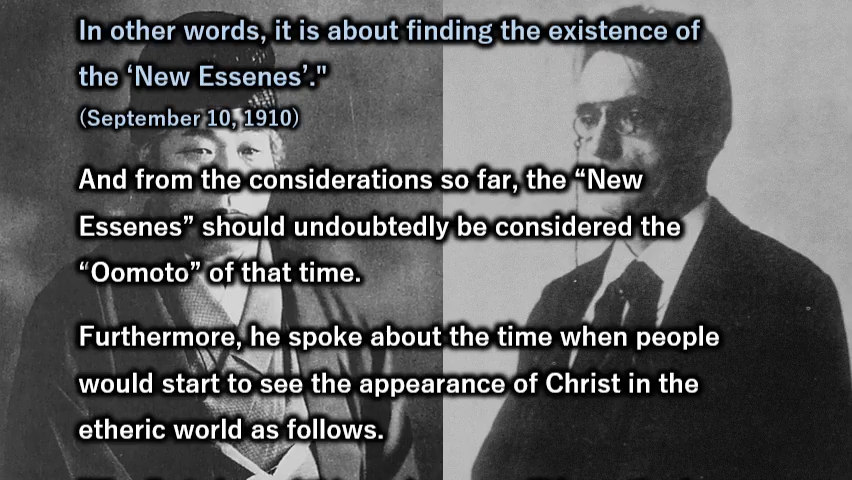 In other words, it is about finding the existence of
the ‘New Essenes’."
(September 10, 1910)
And from the considerations so far, the “New
Essenes” should undoubtedly be considered the
“Oomoto” of that time.
Furthermore, he spoke about the time when people
would start to see the appearance of Christ in the
etheric world as follows.